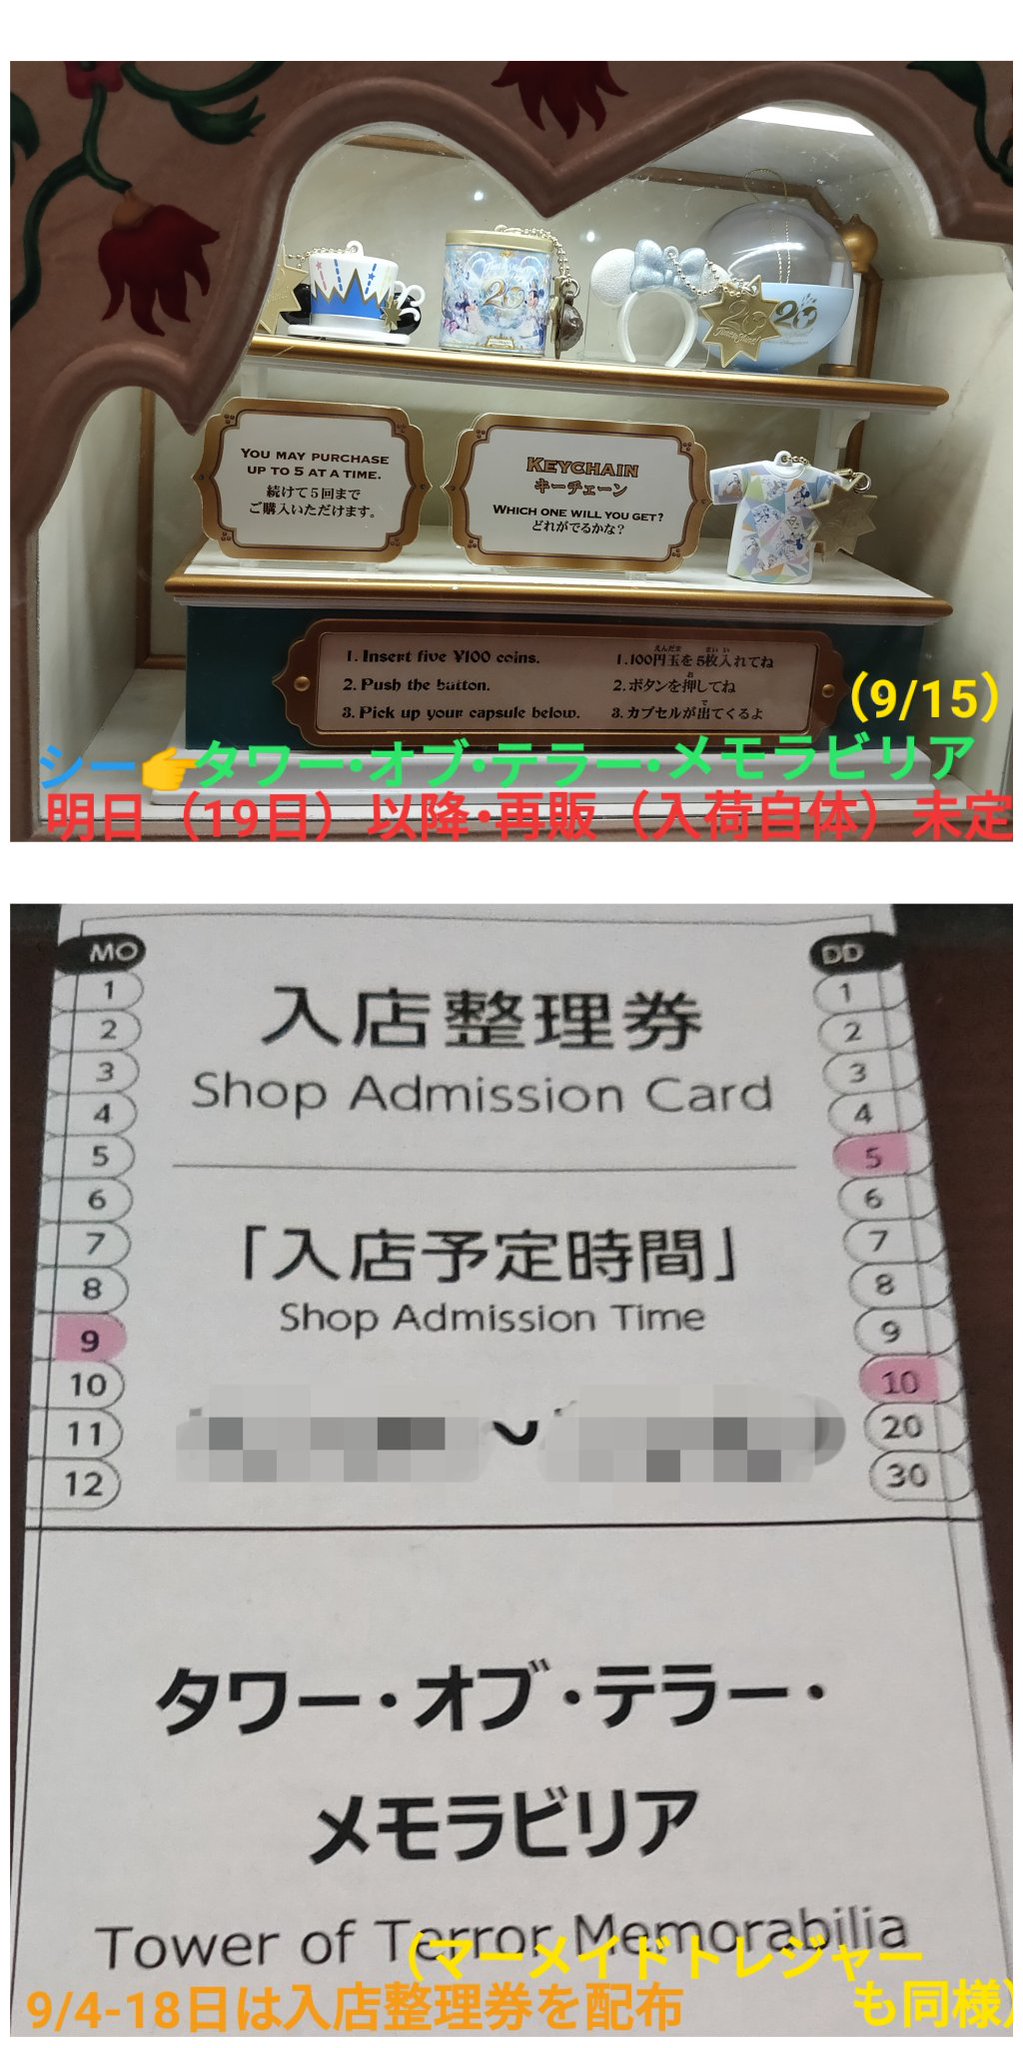 20
20
20
YOU MAY PURCHASE
UP TO 5 AT A TIME.
続けて5回まで
ご購入いただけます。
KEYCHAIN
キーチェーン
WHICH ONE WILL YOU GET?
どれがでるかな?
1. Insert five ¥100 coins.
2. Push the button.
3. Pick up your capsule below.
1.100円玉を5枚入れてね
2.ボタンを押してね
3.カプセルが出てくるよ
(9/15)
シー👉タワー・オブ・テラー・メモラビリア
明日(19日)以降・再販(入荷自体)未定
MO
1
2
3
4
5
6
7
8
9
10
11
12
入店整理券
Shop Admission Card
「入店予定時間」
Shop Admission Time
~
DD
1
2
3
4
5
6
7
8
9
10
20
30
タワー・オブ・テラー・
メモラビリア
Tower of Terror Memorabilia
(マーメイドトレジャー
も同様)
9/4-18日は入店整理券を配布